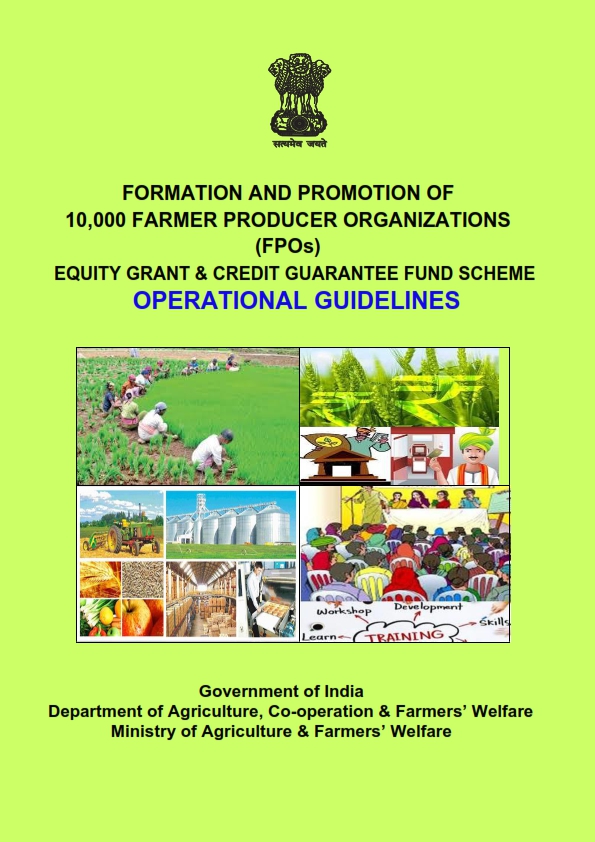 सत्यमेव जयते
FORMATION AND PROMOTION OF
10,000 FARMER PRODUCER ORGANIZATIONS
(FPOs)
EQUITY GRANT & CREDIT GUARANTEE FUND SCHEME
OPERATIONAL GUIDELINES
Workshop
Development
Skills
Learn
TRAINING
Government of India
Department of Agriculture, Co-operation & Farmers’ Welfare
Ministry of Agriculture & Farmers’ Welfare